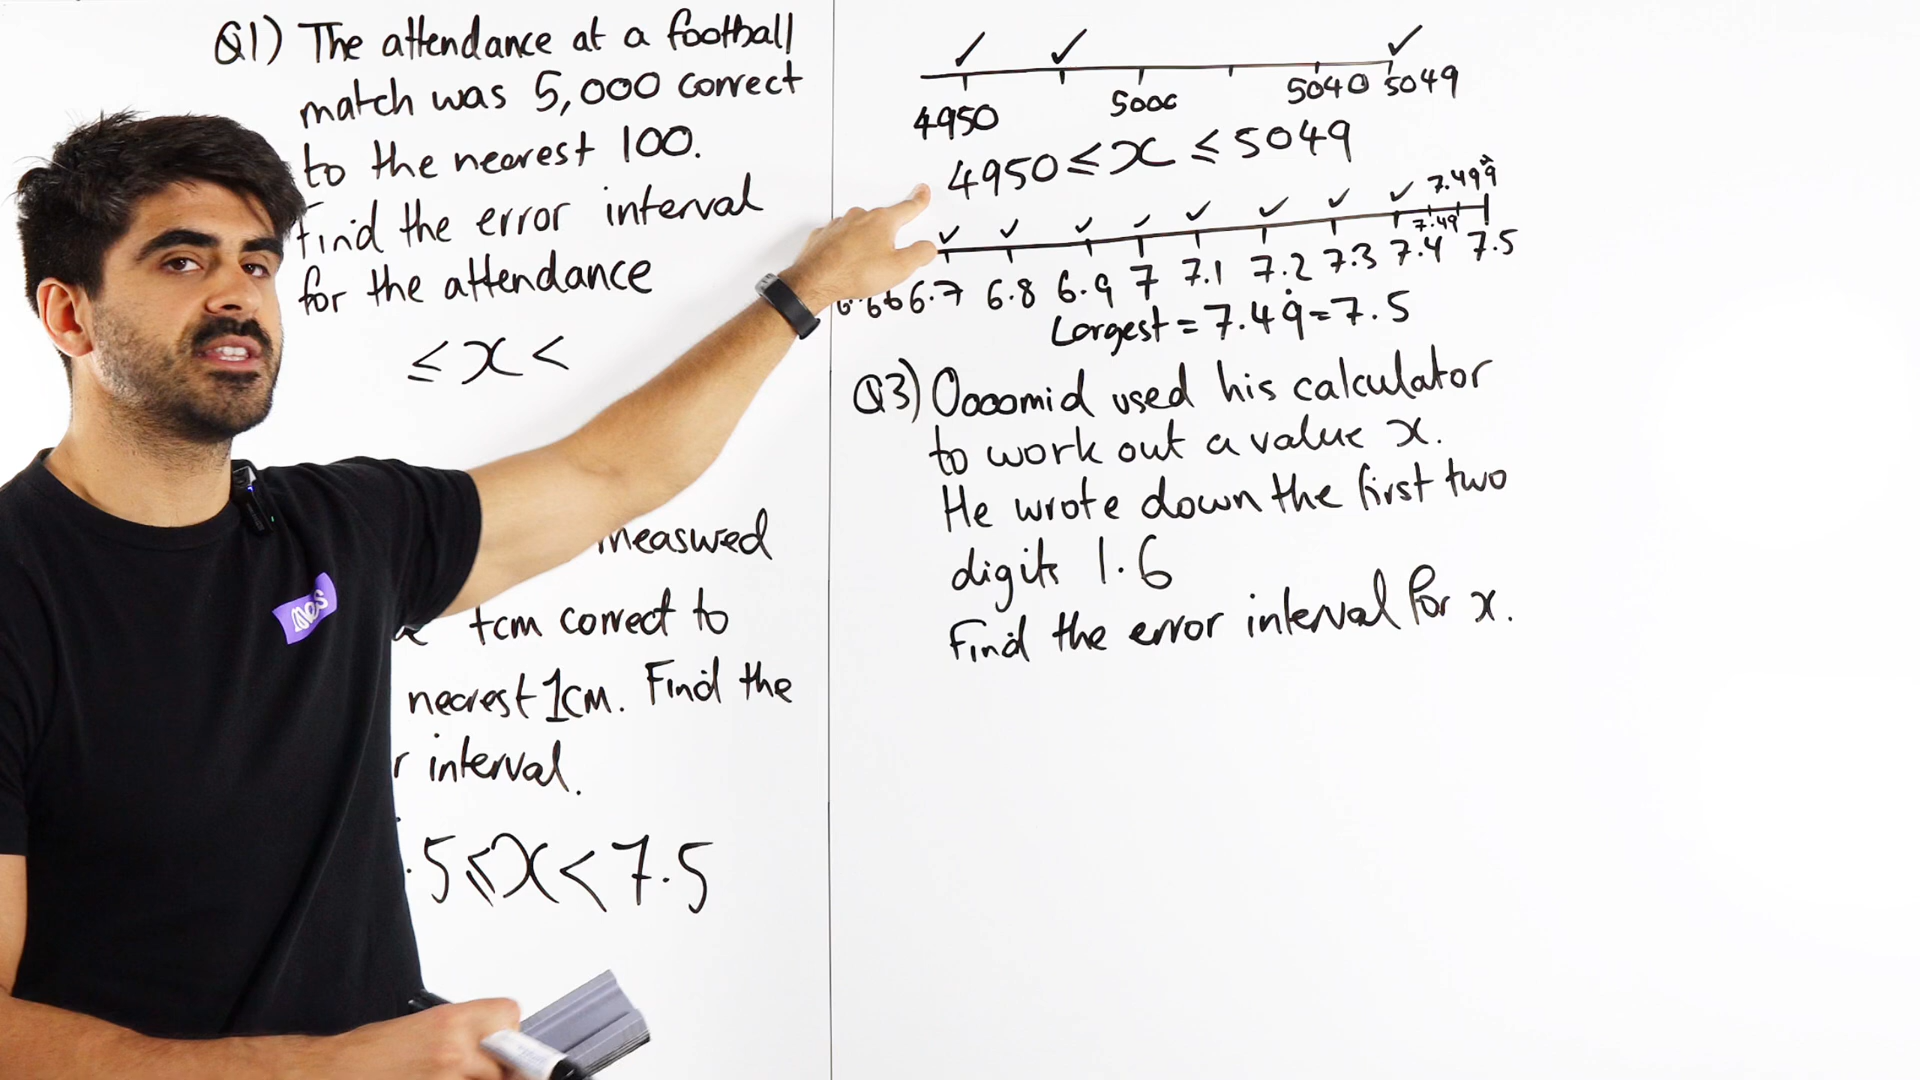 Q1) The attendance at a football
match was 5,000 correct
to the nearest 100.
Find the error interval
for the attendance
≤ x <
measured
7cm correct to
nearest 1cm. Find the
interval.
.5 ≤ x < 7.5
4950 5000 5040 5049
4950 ≤ x ≤ 5049
7.499̇
7.49
6.7 6.8 6.9 7 7.1 7.2 7.3 7.4 7.5
Largest = 7.49̇ = 7.5
Q3) Oooomid used his calculator
to work out a value x.
He wrote down the first two
digits 1.6
Find the error interval for x.